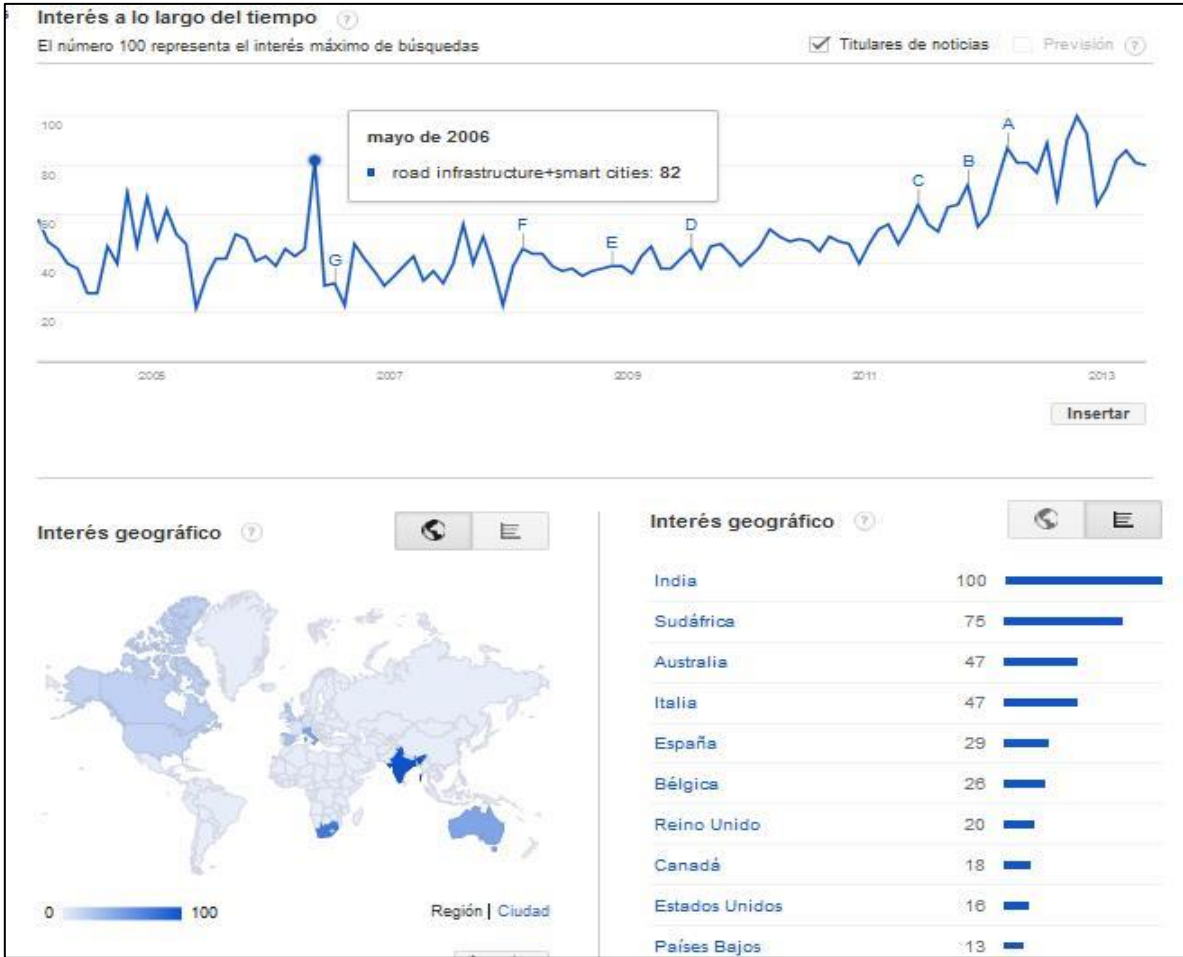 Interés a lo largo del tiempo ?
El número 100 representa el interés máximo de búsquedas
Titulares de noticias Previsión ?
100
80
60
40
20
mayo de 2006
road infrastructure+smart cities: 82
A
B
C
D
E
F
G
2005 2007 2009 2011 2013
Insertar
Interés geográfico ?
0 100
Región | Ciudad
Interés geográfico ?
India 100
Sudáfrica 75
Australia 47
Italia 47
España 29
Bélgica 26
Reino Unido 20
Canadá 18
Estados Unidos 16
Países Bajos 13